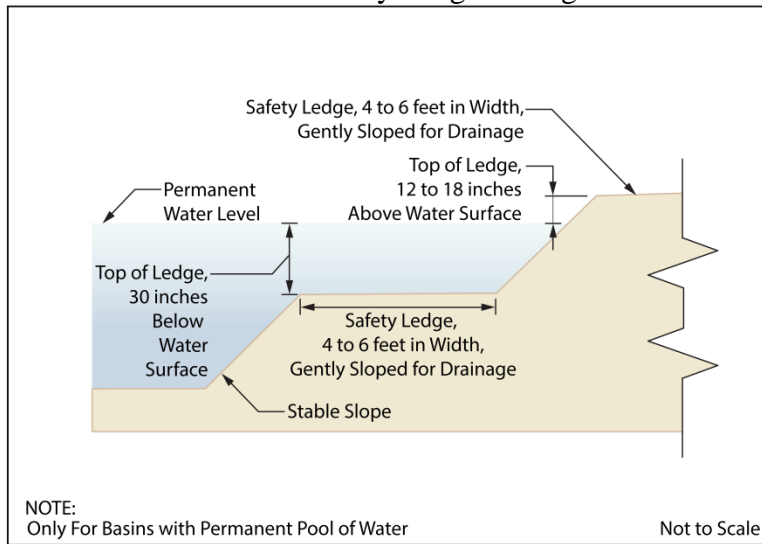 Safety Ledge, 4 to 6 feet in Width,
Gently Sloped for Drainage
Top of Ledge,
12 to 18 inches
Above Water Surface
Permanent
Water Level
Top of Ledge,
30 inches
Below
Water
Surface
Safety Ledge,
4 to 6 feet in Width,
Gently Sloped for Drainage
Stable Slope
NOTE:
Only For Basins with Permanent Pool of Water
Not to Scale